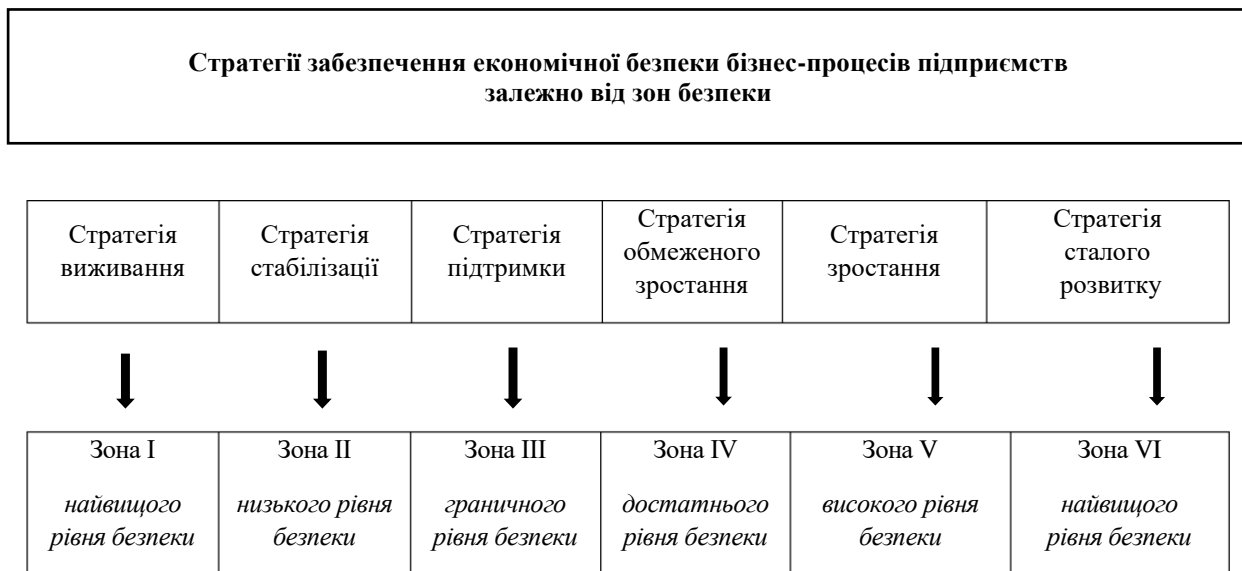 Стратегії забезпечення економічної безпеки бізнес-процесів підприємств
залежно від зон безпеки
Стратегія
виживання
Стратегія
стабілізації
Стратегія
підтримки
Стратегія
обмеженого
зростання
Стратегія
зростання
Стратегія
сталого
розвитку
Зона I
найвищого
рівня безпеки
Зона II
низького рівня
безпеки
Зона III
граничного
рівня безпеки
Зона IV
достатнього
рівня безпеки
Зона V
високого рівня
безпеки
Зона VI
найвищого
рівня безпеки